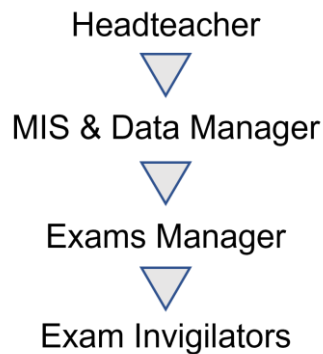 Headteacher
MIS & Data Manager
Exams Manager
Exam Invigilators